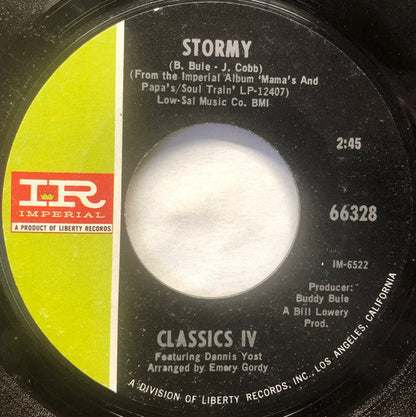 STORMY
(B. Buie - J. Cobb)
(From the Imperial Album 'Mama's And
Papa's/Soul Train' LP-12407)
Low-Sal Music Co. BMI
2:45
IR
IMPERIAL
A PRODUCT OF LIBERTY RECORDS
66328
IM-6522
Producer:
Buddy Buie
A Bill Lowery
Prod.
CLASSICS IV
Featuring Dennis Yost
Arranged by Emory Gordy
A DIVISION OF LIBERTY RECORDS, INC., LOS ANGELES, CALIFORNIA